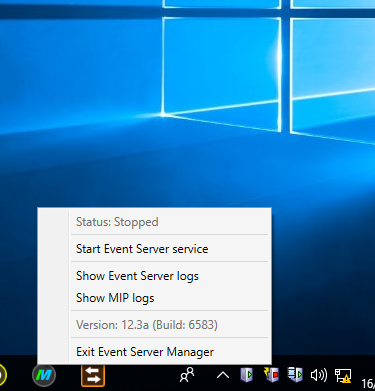 Status: Stopped
Start Event Server service
Show Event Server logs
Show MIP logs
Version: 12.3a (Build: 6583)
Exit Event Server Manager
M
16/